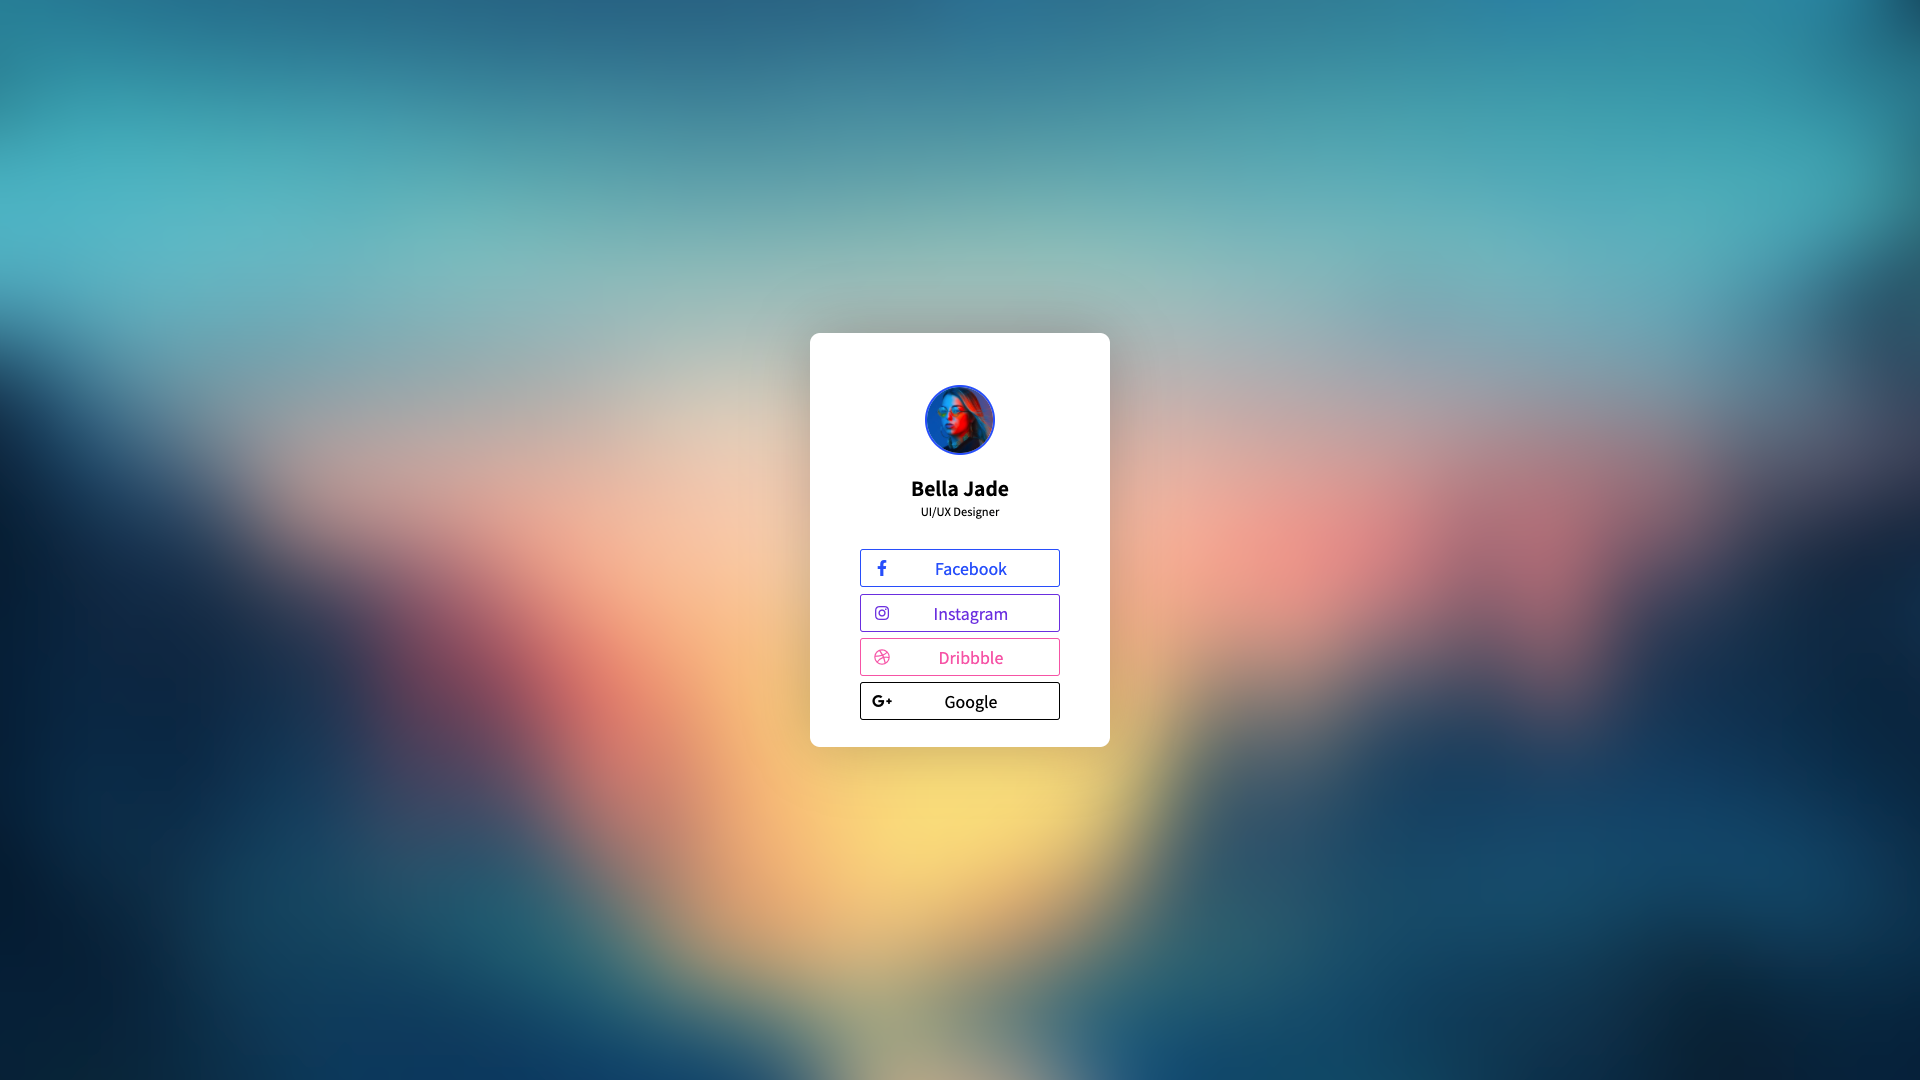 Bella Jade
UI/UX Designer
Facebook
Instagram
Dribbble
G+ Google